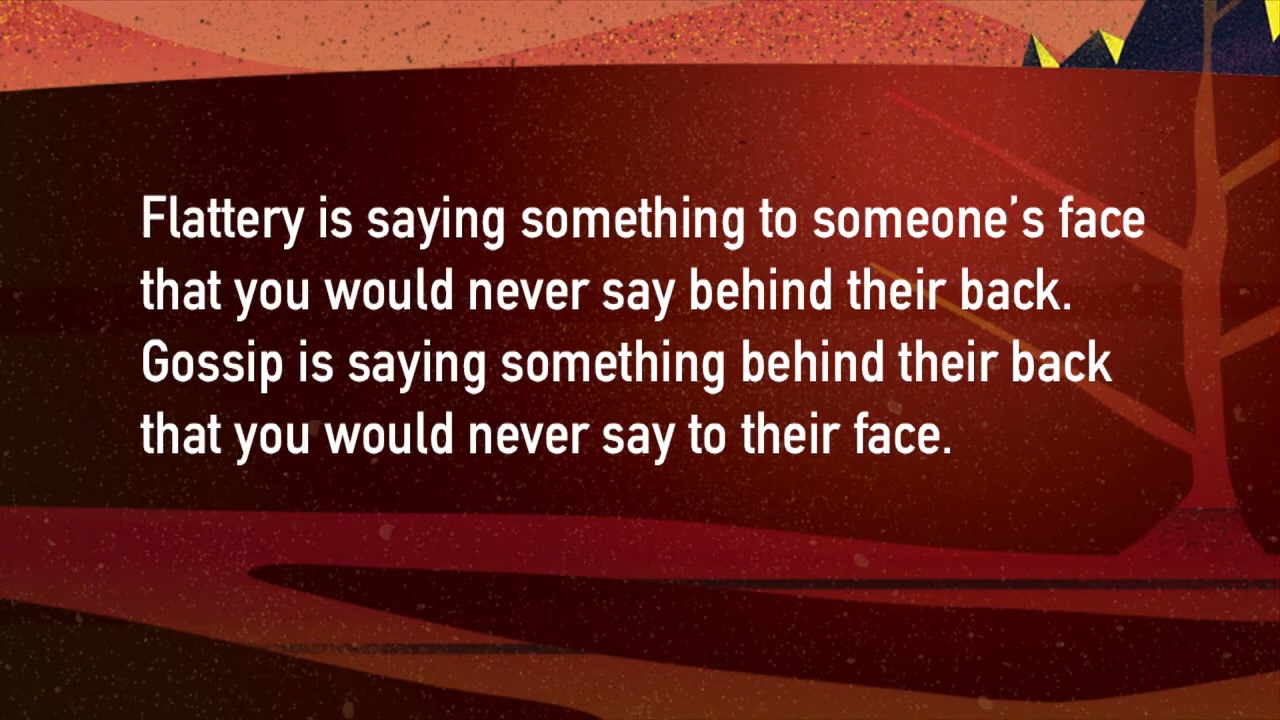 Flattery is saying something to someone’s face
that you would never say behind their back.
Gossip is saying something behind their back
that you would never say to their face.